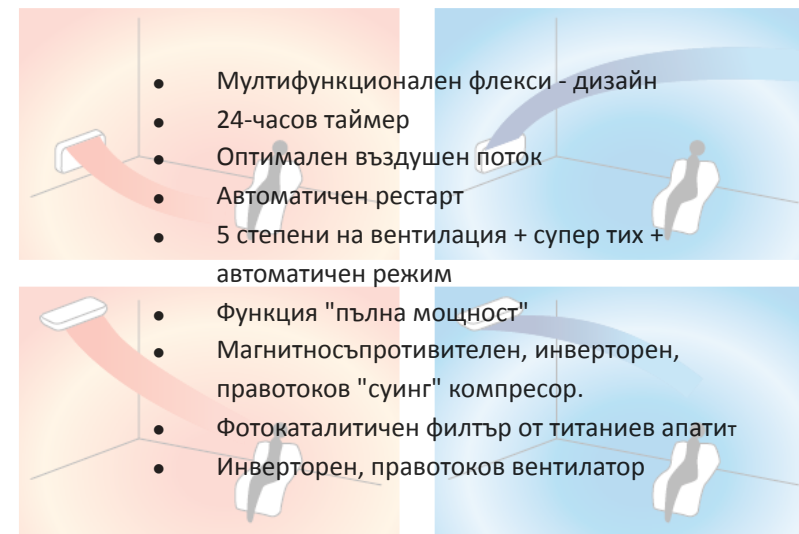 ● Мултифункционален флекси - дизайн
● 24-часов таймер
● Оптимален въздушен поток
● Автоматичен рестарт
● 5 степени на вентилация + супер тих +
автоматичен режим
● Функция "пълна мощност"
● Магнитносъпротивителен, инверторен,
правотоков "суинг" компресор.
● Фотокаталитичен филтър от титаниев апатит
● Инверторен, правотоков вентилатор